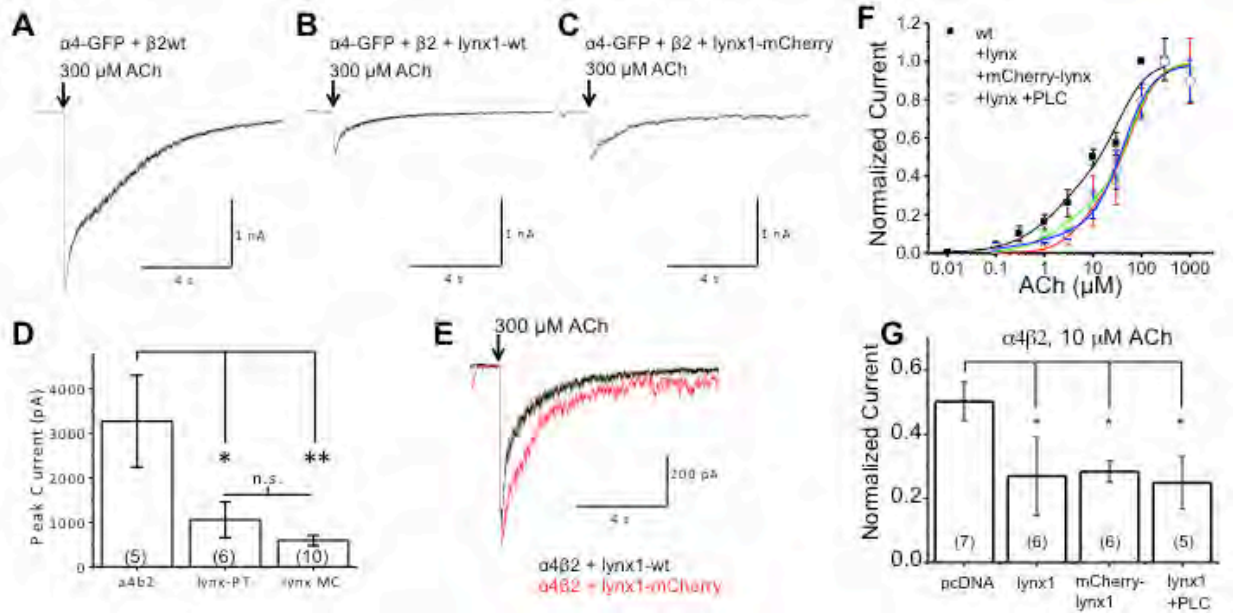 A
α4-GFP + β2wt
300 µM ACh
1 nA
4 s
B
α4-GFP + β2 + lynx1-wt
300 µM ACh
1 nA
4 s
C
α4-GFP + β2 + lynx1-mCherry
300 µM ACh
1 nA
4 s
F
Normalized Current
1.2
1.0
0.8
0.6
0.4
0.2
0.0
wt
+lynx
+mCherry-lynx
+lynx +PLC
0.01 0.1 1 10 100 1000
ACh (µM)
D
Peak Current (pA)
4000
3000
2000
1000
0
* **
n.s.
(5) (6) (10)
a4b2 lynx-PT lynx MC
E
300 µM ACh
200 pA
4 s
α4β2 + lynx1-wt
α4β2 + lynx1-mCherry
G
α4β2, 10 µM ACh
Normalized Current
0.6
0.4
0.2
0.0
* * *
(7) (6) (6) (5)
pcDNA lynx1 mCherry-lynx1 lynx1 +PLC